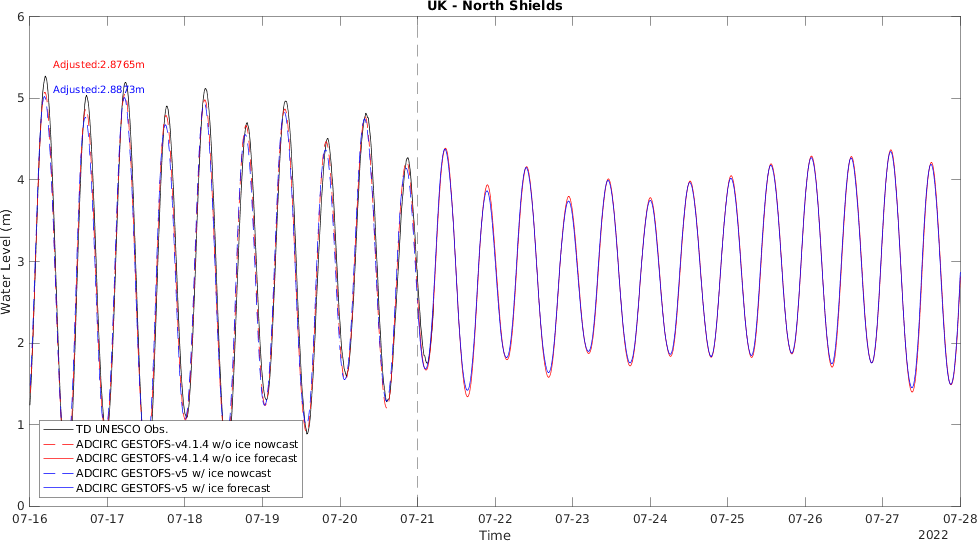 UK - North Shields
6
Adjusted:2.8765m
Adjusted:2.8873m
5
4
3
2
1
0
Water Level (m)
TD UNESCO Obs.
ADCIRC GESTOFS-v4.1.4 w/o ice nowcast
ADCIRC GESTOFS-v4.1.4 w/o ice forecast
ADCIRC GESTOFS-v5 w/ ice nowcast
ADCIRC GESTOFS-v5 w/ ice forecast
07-16 07-17 07-18 07-19 07-20 07-21 07-22 07-23 07-24 07-25 07-26 07-27 07-28
Time
2022